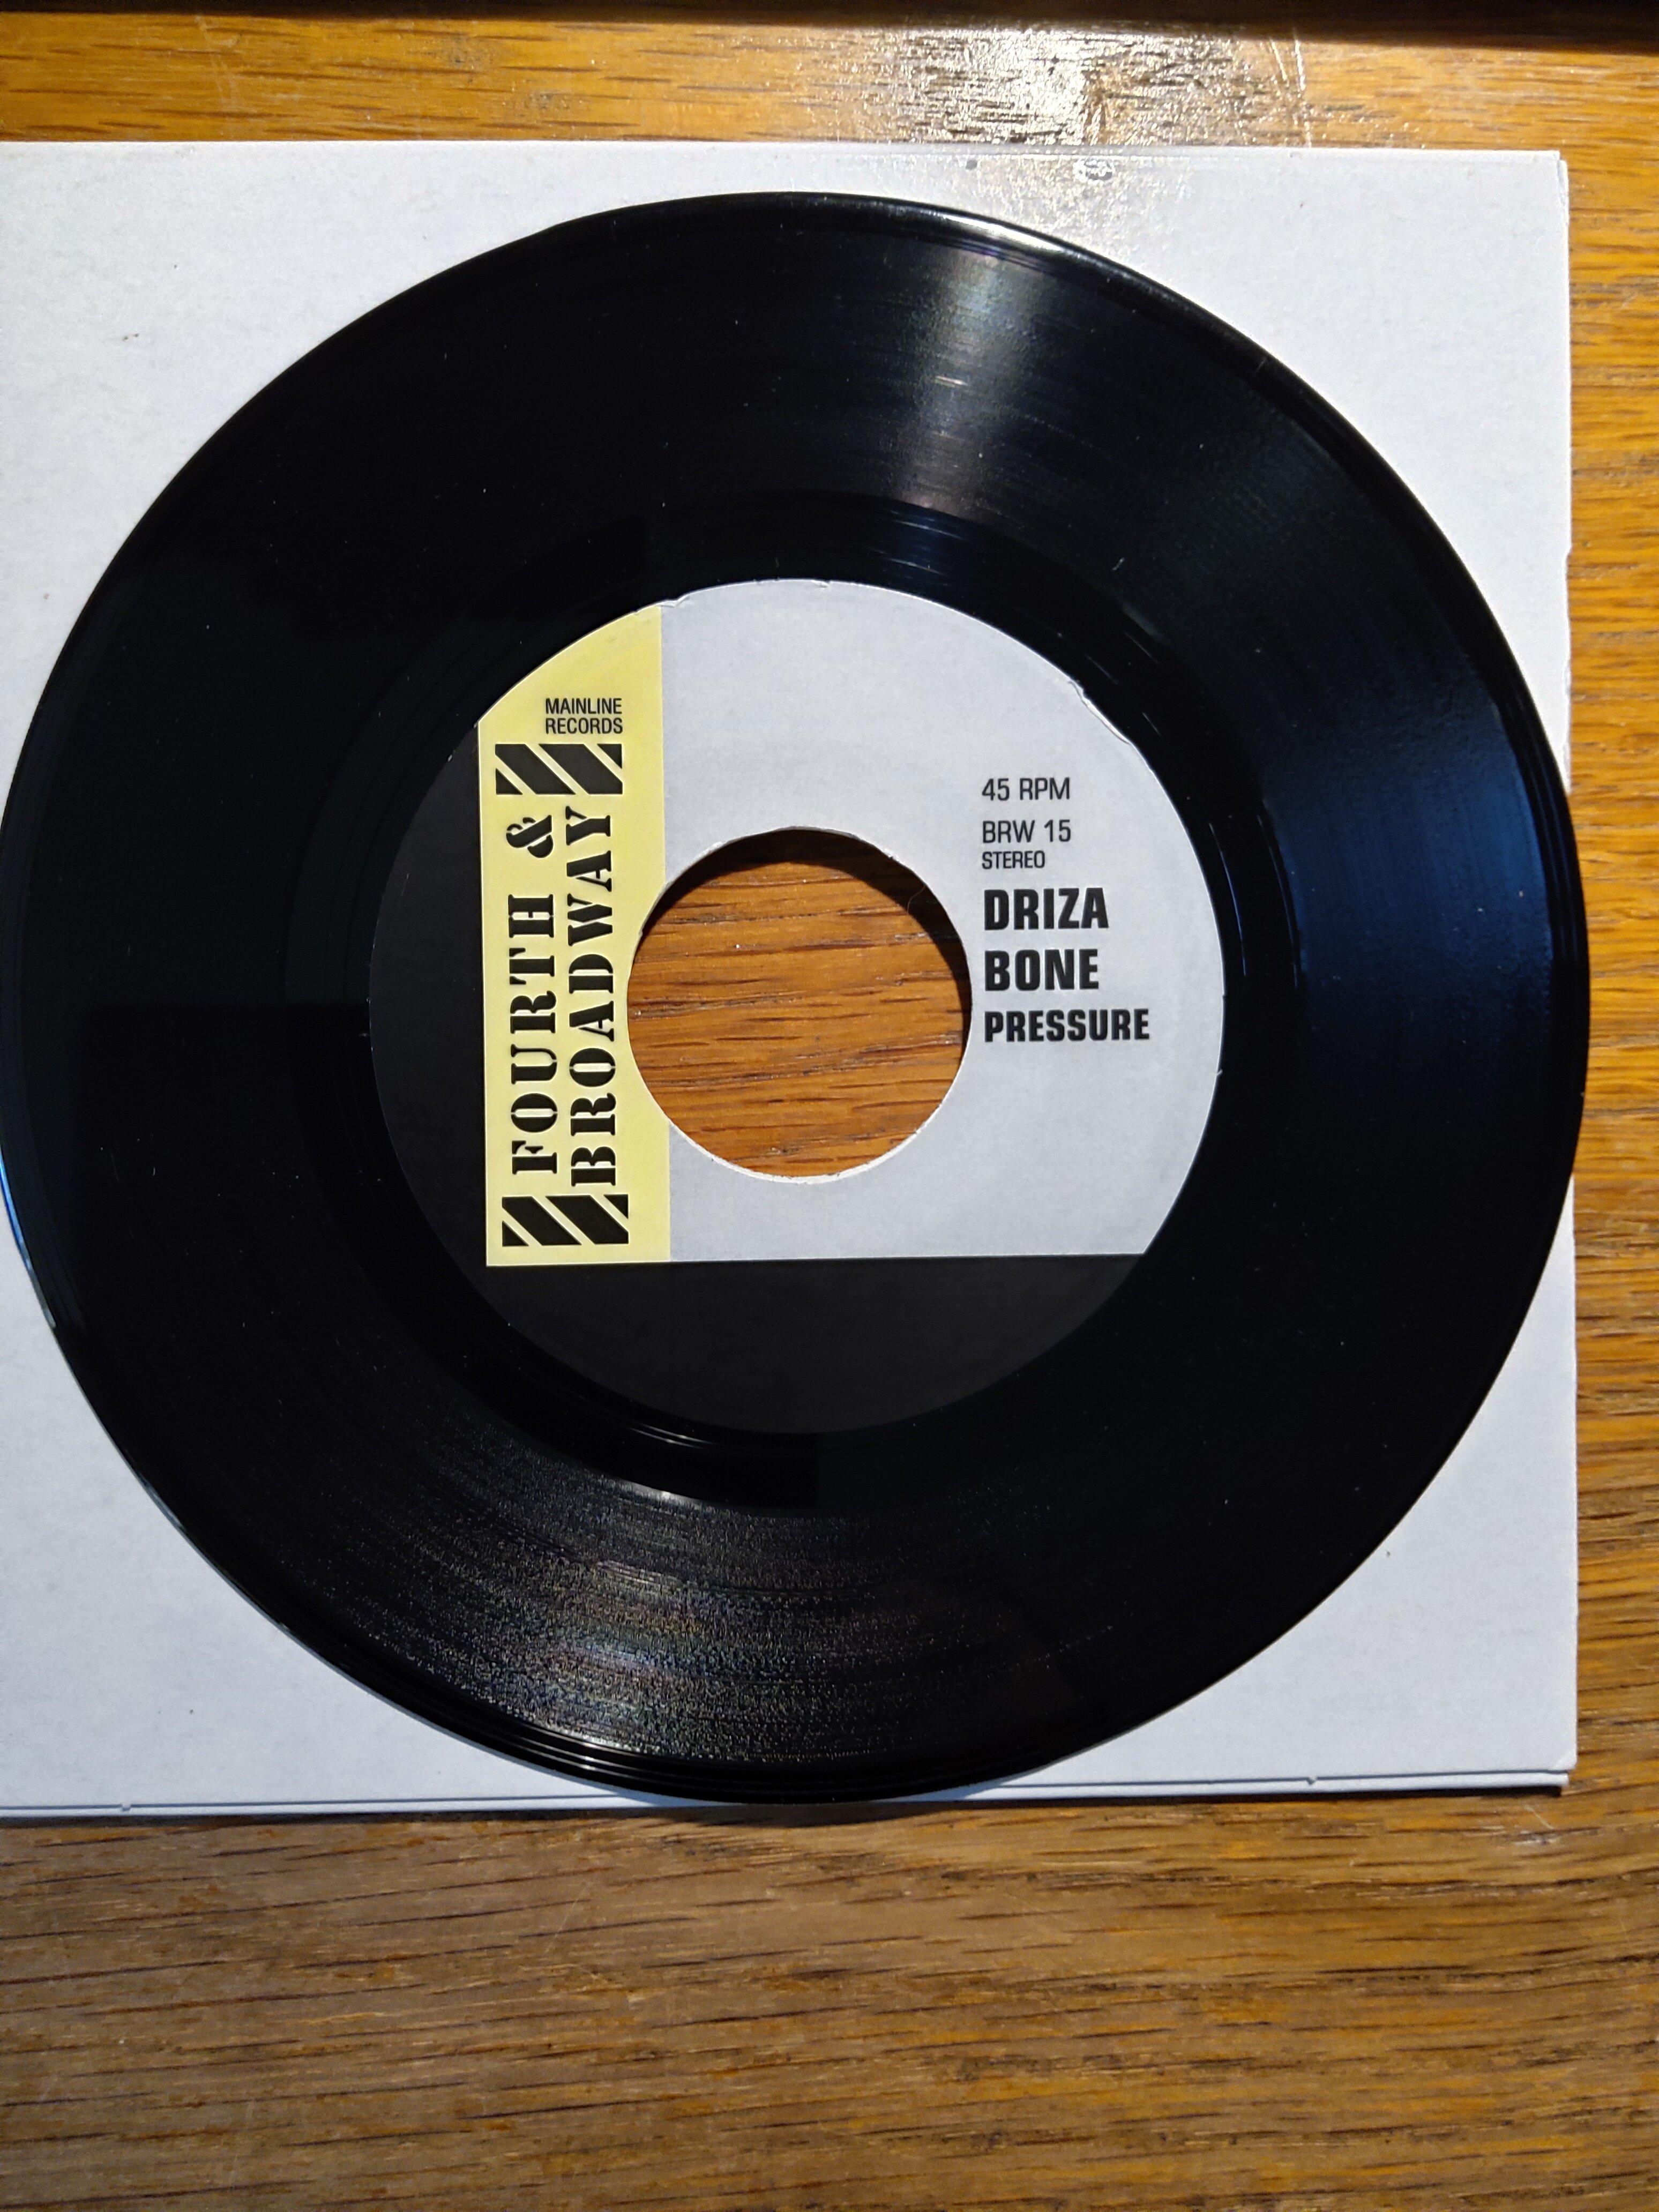 MAINLINE
RECORDS
FOURTH &
BROADWAY
45 RPM
BRW 15
STEREO
DRIZA
BONE
PRESSURE